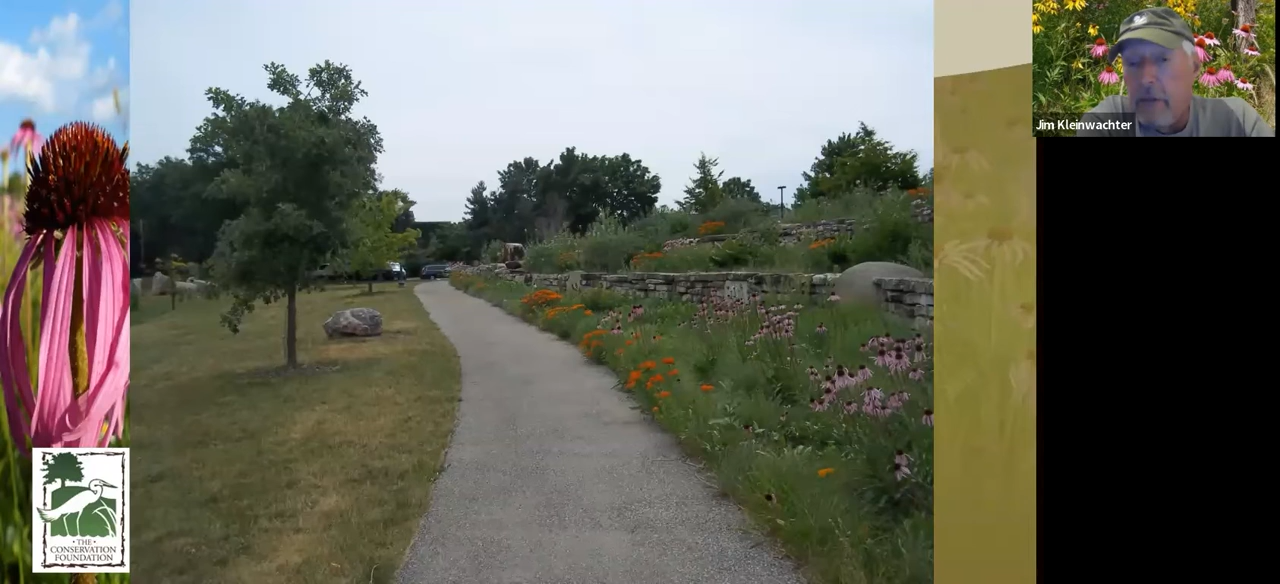 Jim Kleinwachter
· THE ·
CONSERVATION
FOUNDATION